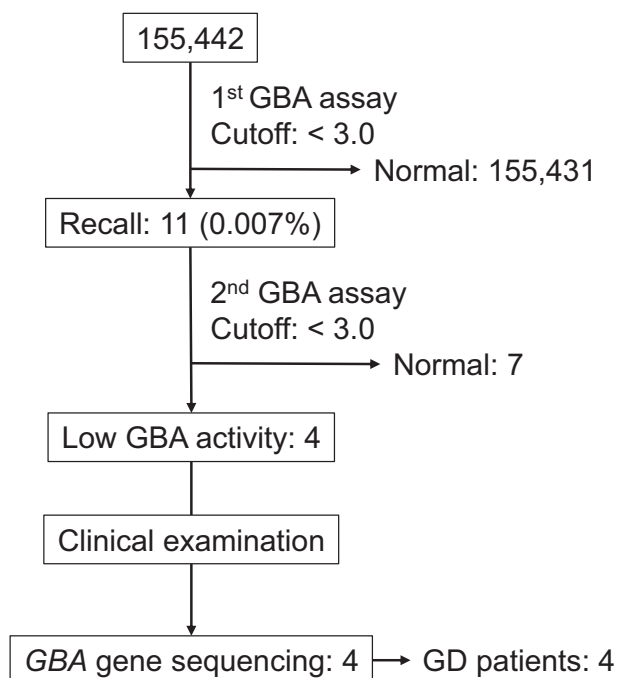 155,442
1st GBA assay
Cutoff: < 3.0
Normal: 155,431
Recall: 11 (0.007%)
2nd GBA assay
Cutoff: < 3.0
Normal: 7
Low GBA activity: 4
Clinical examination
GBA gene sequencing: 4
GD patients: 4